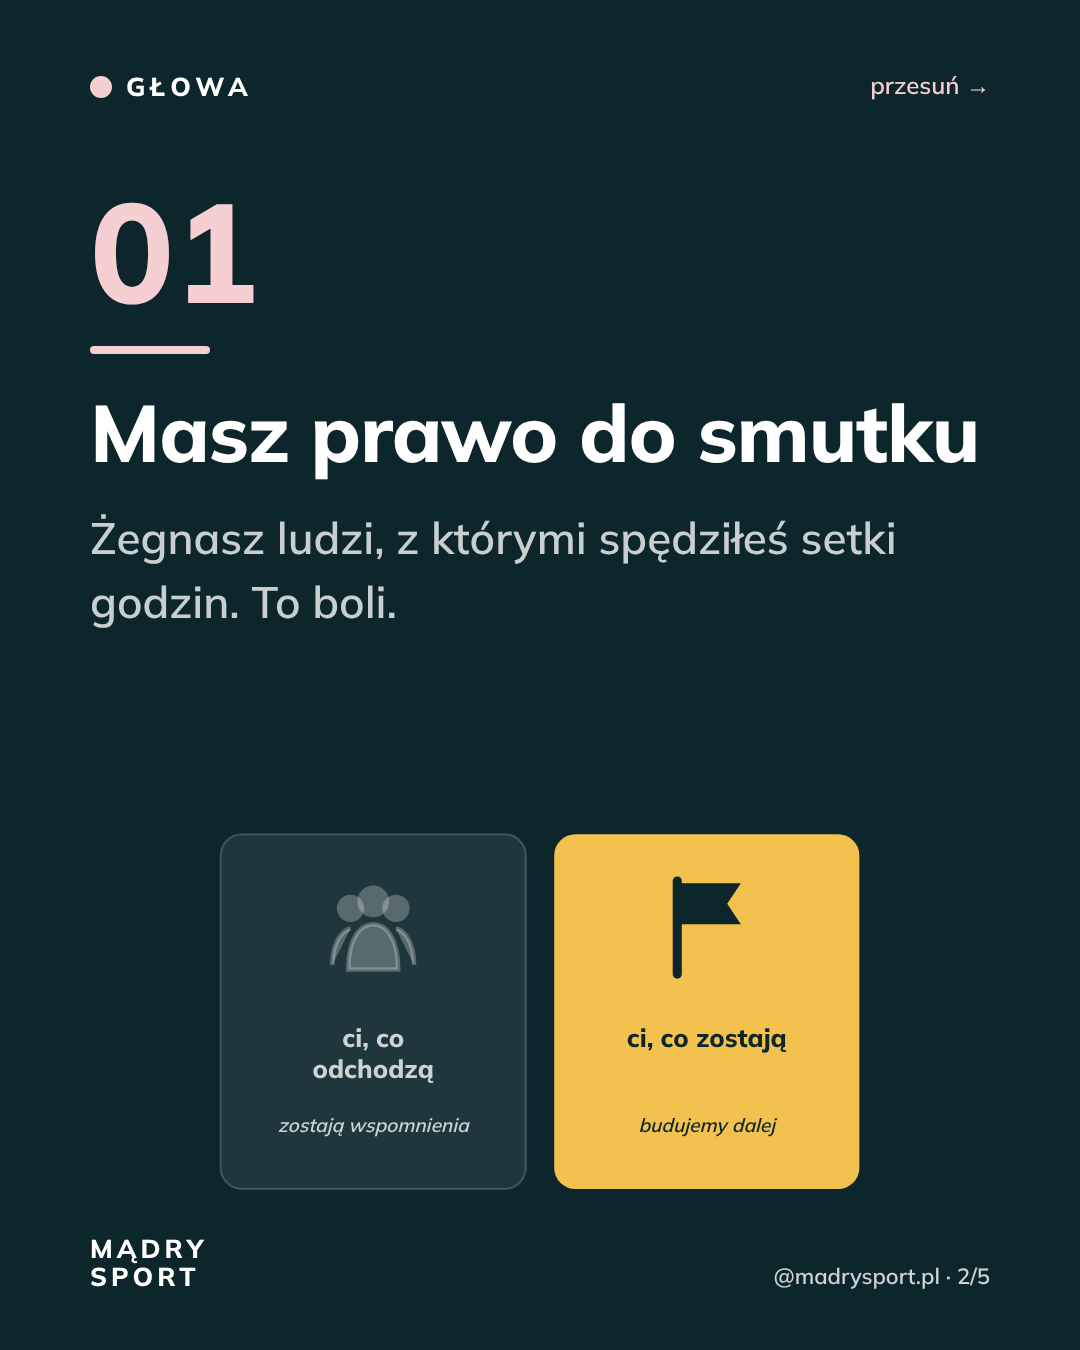 GŁOWA
przesuń →
01
Masz prawo do smutku
Żegnasz ludzi, z którymi spędziłeś setki
godzin. To boli.
ci, co
odchodzą
zostają wspomnienia
ci, co zostają
budujemy dalej
MĄDRY
SPORT
@madrysport.pl · 2/5